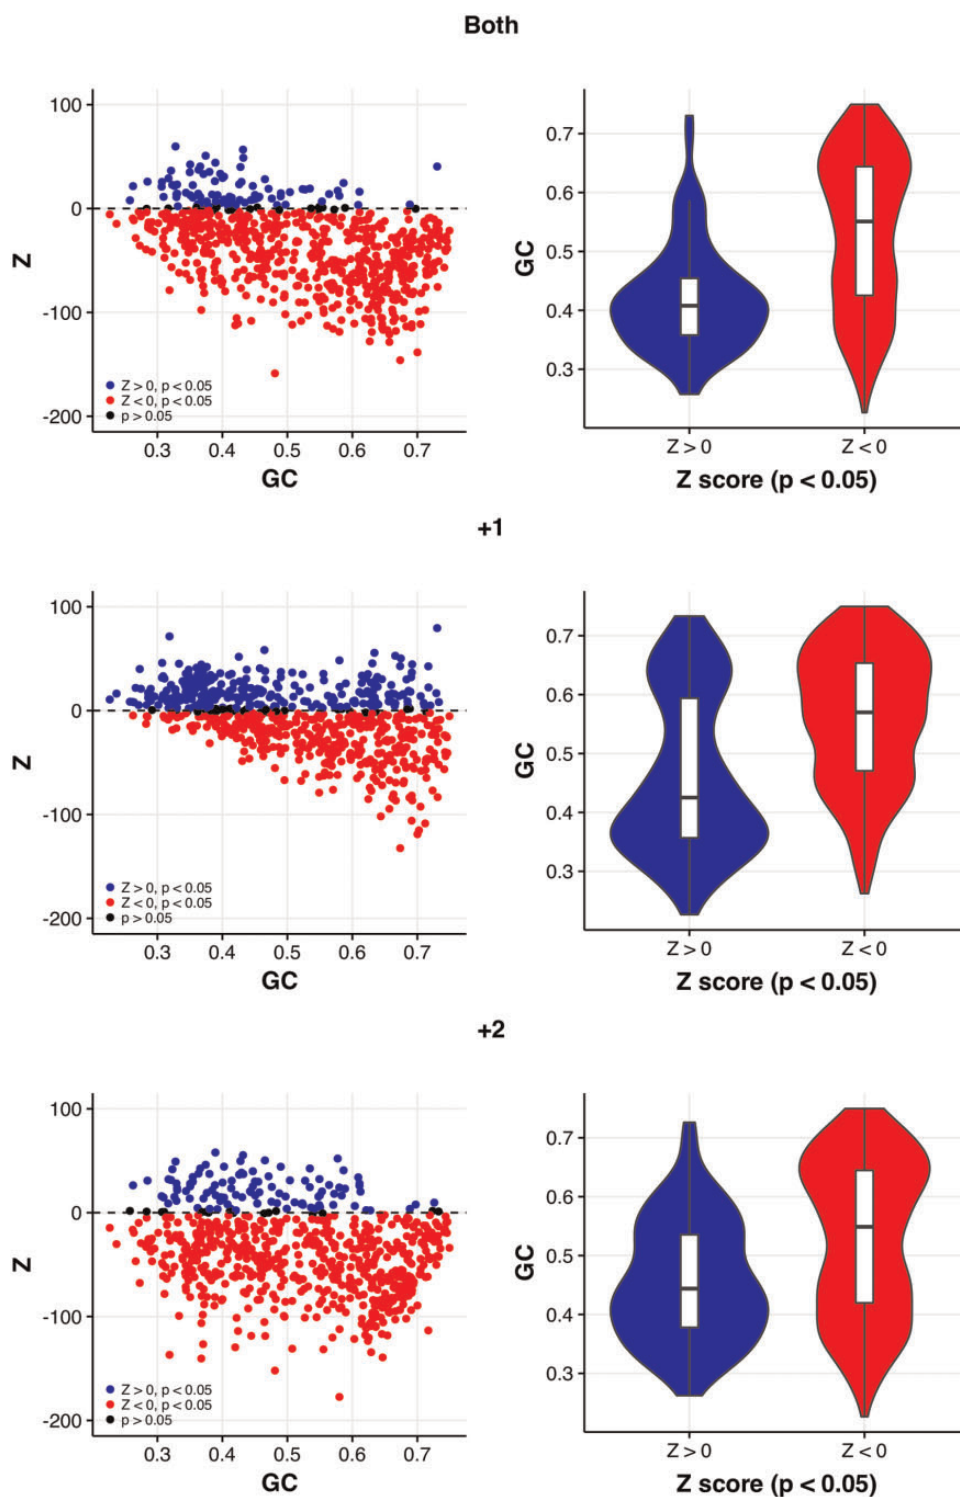 Both
100
0
-100
-200
Z
Z > 0, p < 0.05
Z < 0, p < 0.05
p > 0.05
0.3 0.4 0.5 0.6 0.7
GC
0.7
0.6
0.5
0.4
0.3
GC
Z > 0 Z < 0
Z score (p < 0.05)
+1
100
0
-100
-200
Z
Z > 0, p < 0.05
Z < 0, p < 0.05
p > 0.05
0.3 0.4 0.5 0.6 0.7
GC
0.7
0.6
0.5
0.4
0.3
GC
Z > 0 Z < 0
Z score (p < 0.05)
+2
100
0
-100
-200
Z
Z > 0, p < 0.05
Z < 0, p < 0.05
p > 0.05
0.3 0.4 0.5 0.6 0.7
GC
0.7
0.6
0.5
0.4
0.3
GC
Z > 0 Z < 0
Z score (p < 0.05)